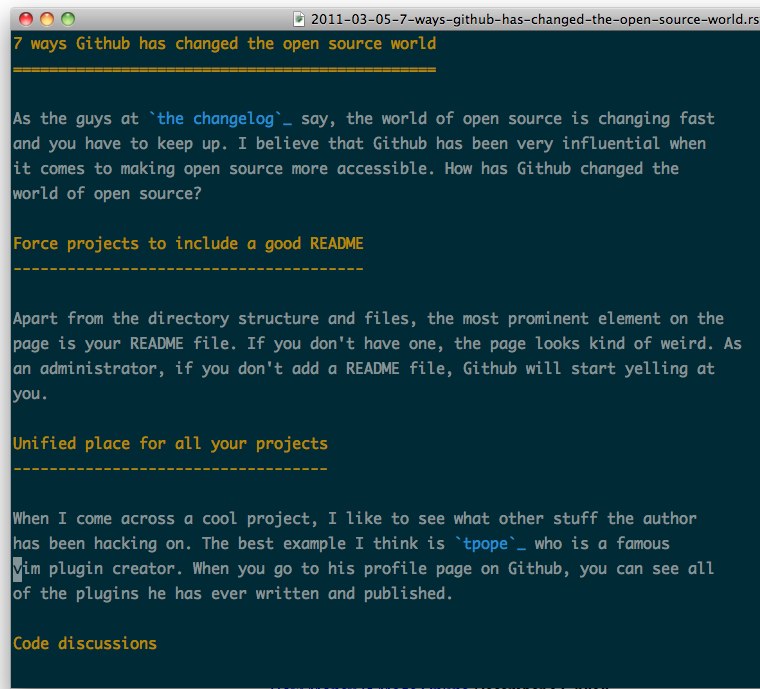 2011-03-05-7-ways-github-has-changed-the-open-source-world.rs
7 ways Github has changed the open source world
===============================================
As the guys at `the changelog`_ say, the world of open source is changing fast
and you have to keep up. I believe that Github has been very influential when
it comes to making open source more accessible. How has Github changed the
world of open source?
Force projects to include a good README
---------------------------------------
Apart from the directory structure and files, the most prominent element on the
page is your README file. If you don't have one, the page looks kind of weird. As
an administrator, if you don't add a README file, Github will start yelling at
you.
Unified place for all your projects
-----------------------------------
When I come across a cool project, I like to see what other stuff the author
has been hacking on. The best example I think is `tpope`_ who is a famous
vim plugin creator. When you go to his profile page on Github, you can see all
of the plugins he has ever written and published.
Code discussions